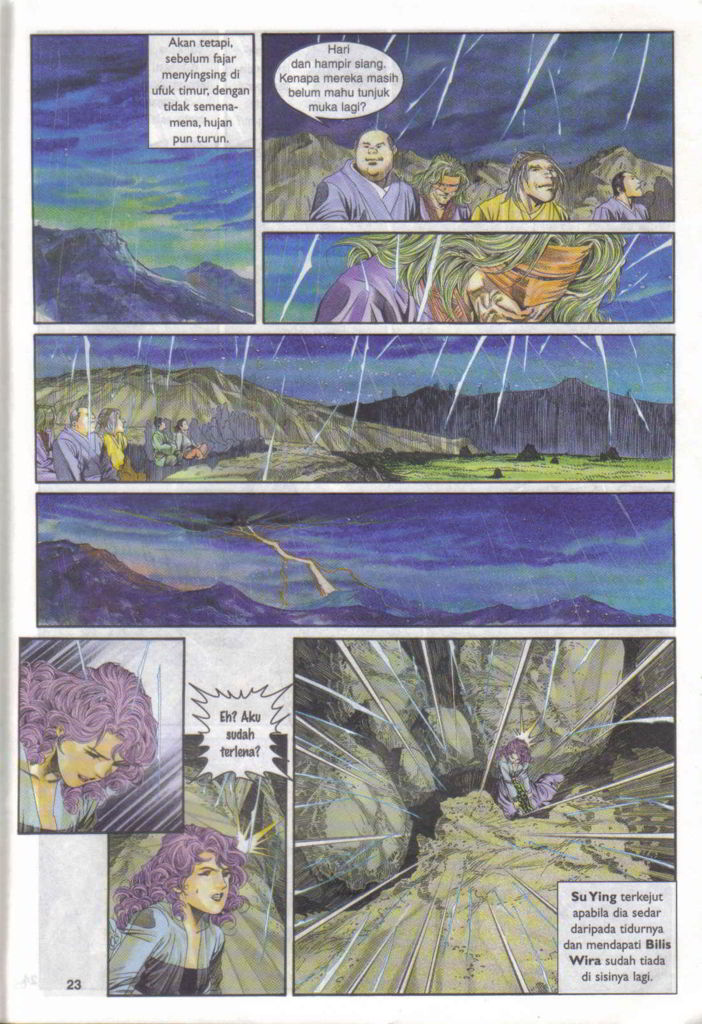 Akan tetapi,
sebelum fajar
menyingsing di
ufuk timur, dengan
tidak semena-
mena, hujan
pun turun.
Hari
dan hampir siang.
Kenapa mereka masih
belum mahu tunjuk
muka lagi?
Eh? Aku
sudah
terlena?
Su Ying terkejut
apabila dia sedar
daripada tidurnya
dan mendapati Bilis
Wira sudah tiada
di sisinya lagi.
23